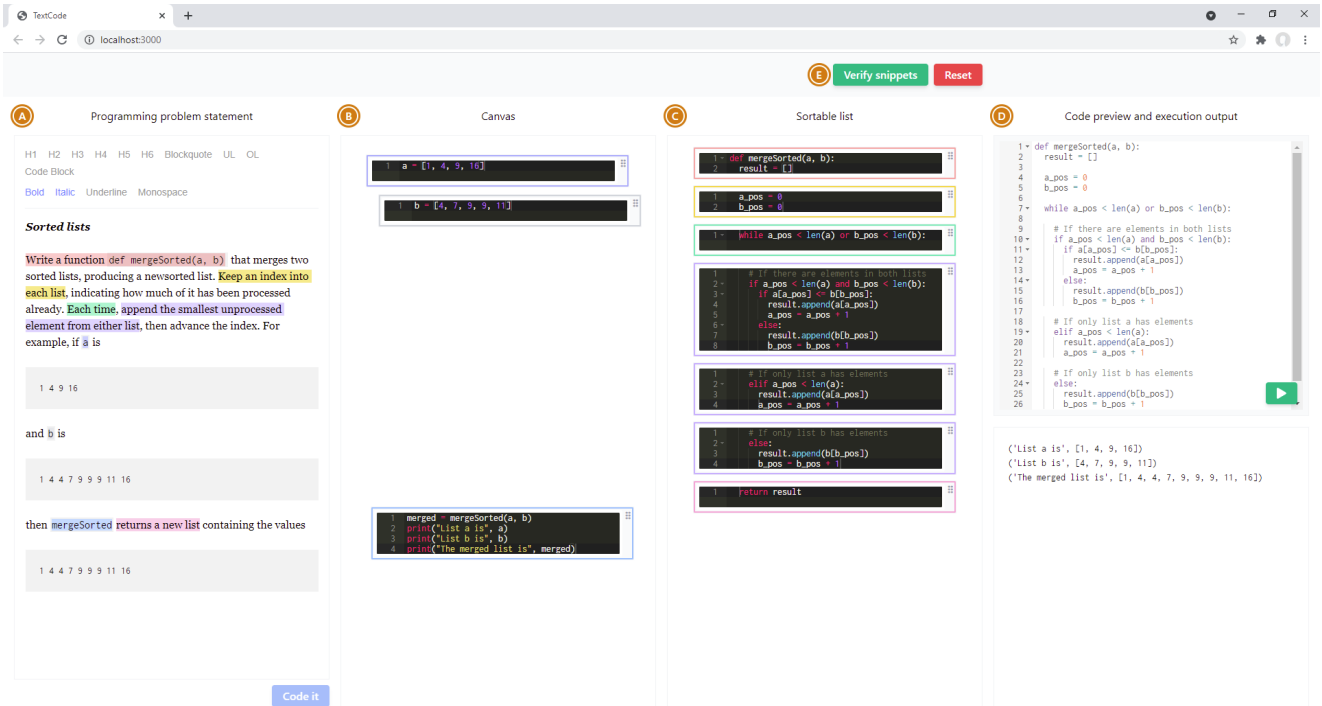 TextCode
localhost:3000
E Verify snippets Reset
A Programming problem statement
H1 H2 H3 H4 H5 H6 Blockquote UL OL
Code Block
Bold Italic Underline Monospace
Sorted lists
Write a function def mergeSorted(a, b) that merges two
sorted lists, producing a newsorted list. Keep an index into
each list, indicating how much of it has been processed
already. Each time, append the smallest unprocessed
element from either list, then advance the index. For
example, if a is
1 4 9 16
and b is
1 4 4 7 9 9 9 11 16
then mergeSorted returns a new list containing the values
1 4 4 7 9 9 9 11 16
Code it
B Canvas
1 a = [1, 4, 9, 16]
1 b = [4, 7, 9, 9, 11]
1 merged = mergeSorted(a, b)
2 print("List a is", a)
3 print("List b is", b)
4 print("The merged list is", merged)
C Sortable list
1 def mergeSorted(a, b):
2 result = []
1 a_pos = 0
2 b_pos = 0
1 while a_pos < len(a) or b_pos < len(b):
1 # If there are elements in both lists
2 if a_pos < len(a) and b_pos < len(b):
3 if a[a_pos] <= b[b_pos]:
4 result.append(a[a_pos])
5 a_pos = a_pos + 1
6 else:
7 result.append(b[b_pos])
8 b_pos = b_pos + 1
1 # If only list a has elements
2 elif a_pos < len(a):
3 result.append(a[a_pos])
4 a_pos = a_pos + 1
1 # If only list b has elements
2 else:
3 result.append(b[b_pos])
4 b_pos = b_pos + 1
1 return result
D Code preview and execution output
1 def mergeSorted(a, b):
2 result = []
3
4 a_pos = 0
5 b_pos = 0
6
7 while a_pos < len(a) or b_pos < len(b):
8
9 # If there are elements in both lists
10 if a_pos < len(a) and b_pos < len(b):
11 if a[a_pos] <= b[b_pos]:
12 result.append(a[a_pos])
13 a_pos = a_pos + 1
14 else:
15 result.append(b[b_pos])
16 b_pos = b_pos + 1
17
18 # If only list a has elements
19 elif a_pos < len(a):
20 result.append(a[a_pos])
21 a_pos = a_pos + 1
22
23 # If only list b has elements
24 else:
25 result.append(b[b_pos])
26 b_pos = b_pos + 1
('List a is', [1, 4, 9, 16])
('List b is', [4, 7, 9, 9, 11])
('The merged list is', [1, 4, 4, 7, 9, 9, 9, 11, 16])